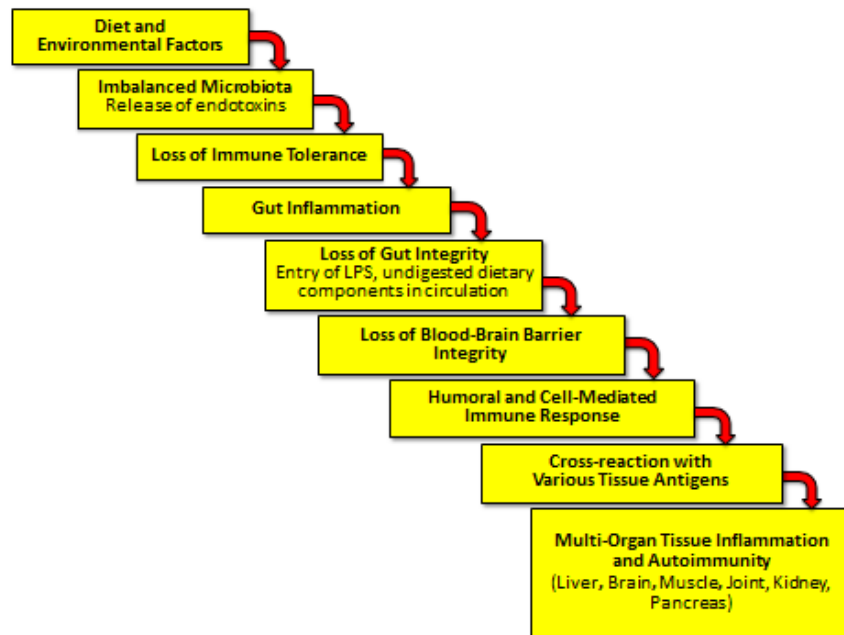 Diet and
Environmental Factors
Imbalanced Microbiota
Release of endotoxins
Loss of Immune Tolerance
Gut Inflammation
Loss of Gut Integrity
Entry of LPS, undigested dietary
components in circulation
Loss of Blood-Brain Barrier
Integrity
Humoral and Cell-Mediated
Immune Response
Cross-reaction with
Various Tissue Antigens
Multi-Organ Tissue Inflammation
and Autoimmunity
(Liver, Brain, Muscle, Joint, Kidney,
Pancreas)